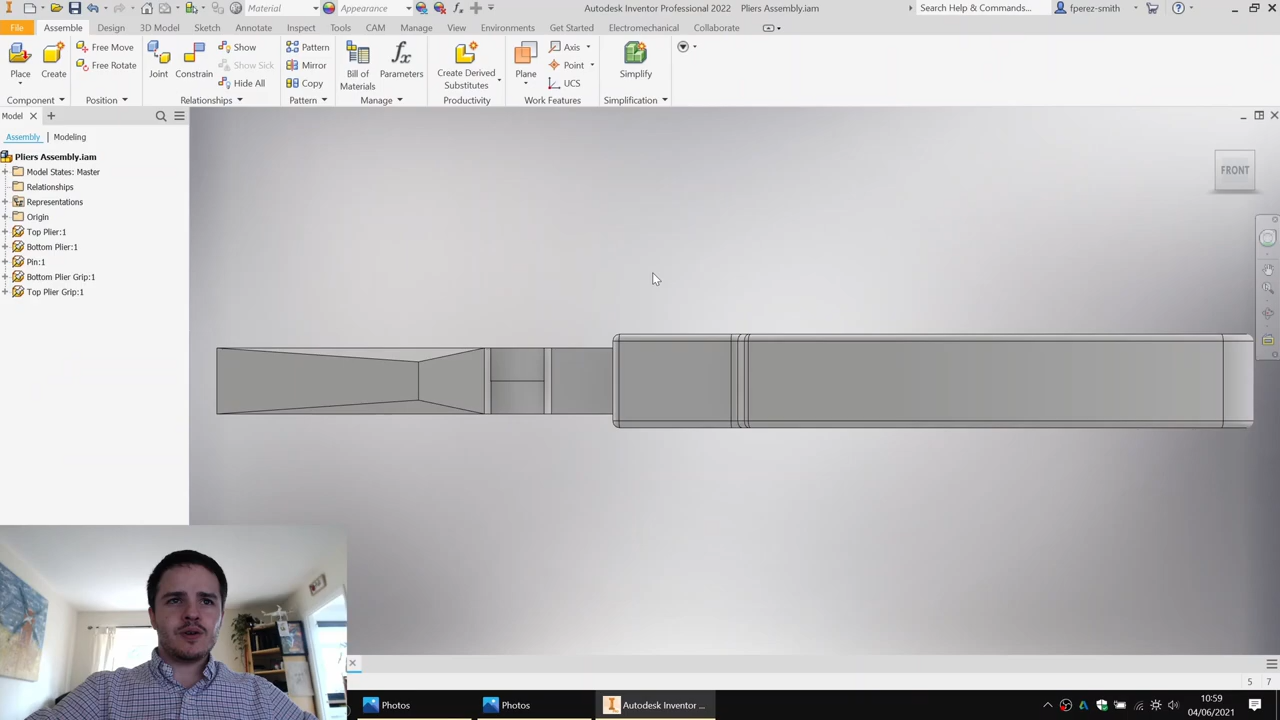 Material
Appearance
Autodesk Inventor Professional 2022 Pliers Assembly.iam
Search Help & Commands...
fperez-smith
File
Assemble
Design
3D Model
Sketch
Annotate
Inspect
Tools
CAM
Manage
View
Environments
Get Started
Electromechanical
Collaborate
Place
Create
Free Move
Free Rotate
Joint
Constrain
Show
Show Sick
Hide All
Pattern
Mirror
Copy
Bill of
Materials
Parameters
Create Derived
Substitutes
Plane
Axis
Point
UCS
Simplify
Component
Position
Relationships
Pattern
Manage
Productivity
Work Features
Simplification
Model
Assembly
Modeling
Pliers Assembly.iam
Model States: Master
Relationships
Representations
Origin
Top Plier:1
Bottom Plier:1
Pin:1
Bottom Plier Grip:1
Top Plier Grip:1
FRONT
5 7
Photos
Photos
Autodesk Inventor ...
10:59
04/06/2021